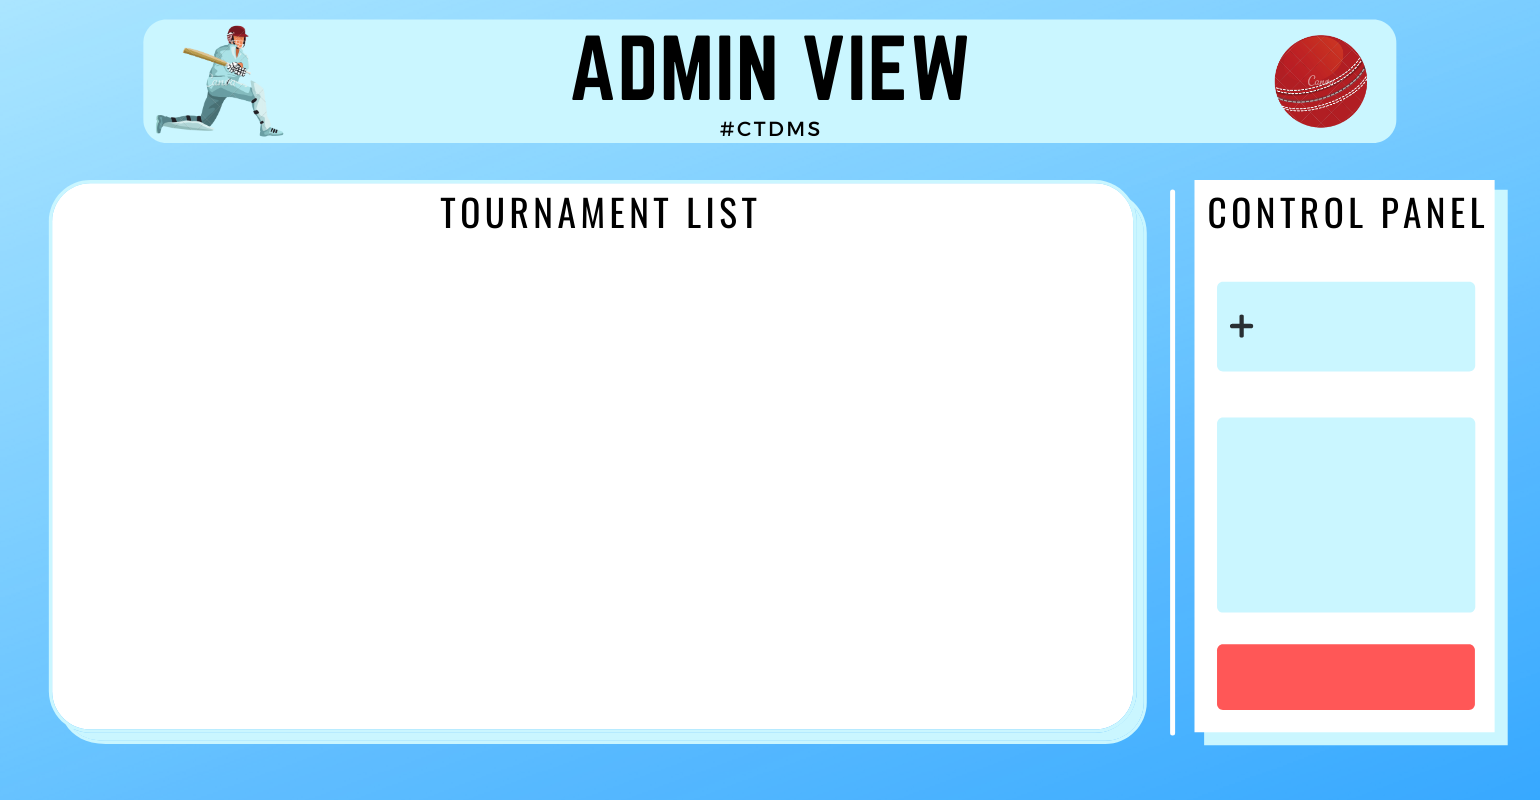 ADMIN VIEW
#CTDMS
TOURNAMENT LIST
CONTROL PANEL
+